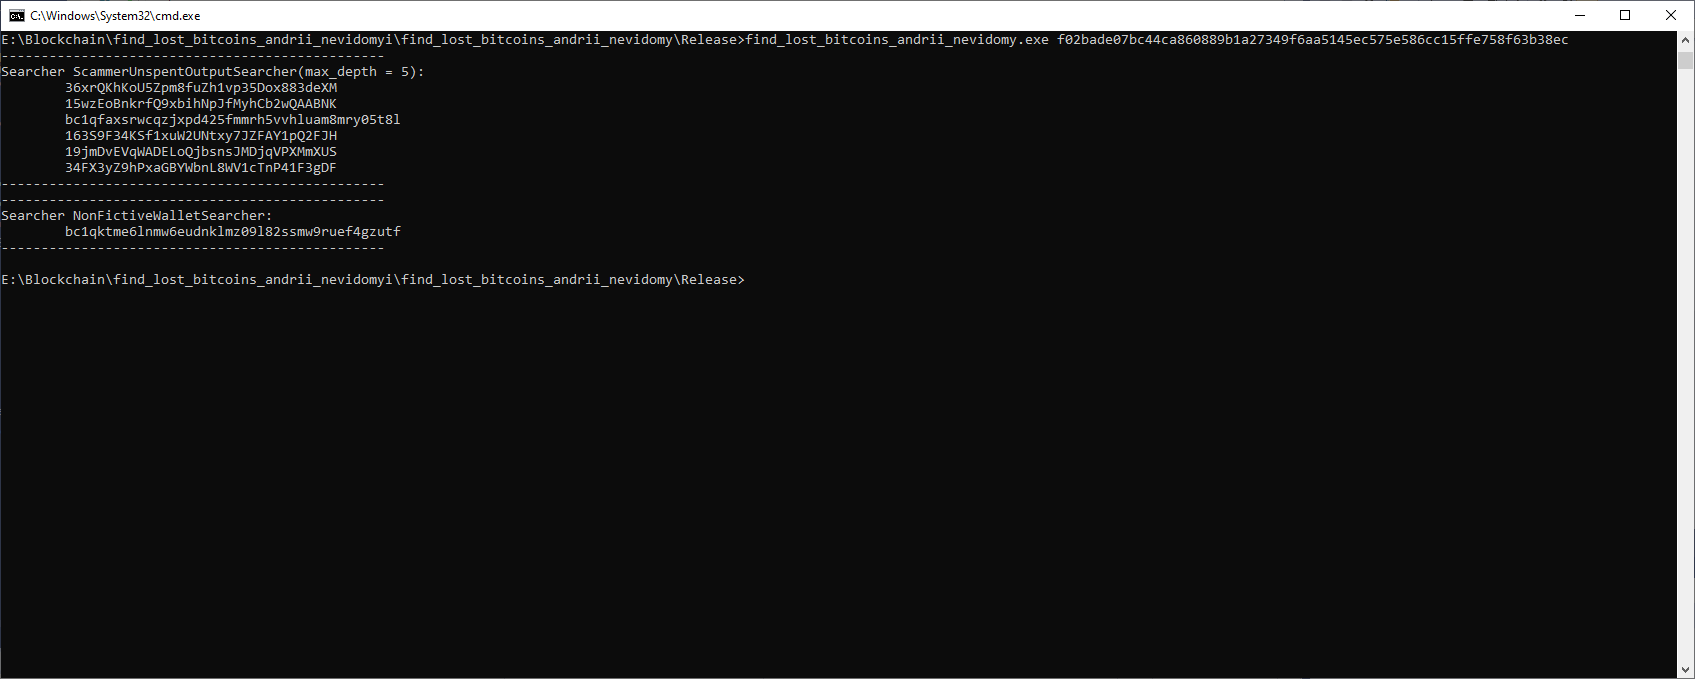 C:\Windows\System32\cmd.exe
E:\Blockchain\find_lost_bitcoins_andrii_nevidomyi\find_lost_bitcoins_andrii_nevidomy\Release>find_lost_bitcoins_andrii_nevidomy.exe f02bade07bc44ca860889b1a27349f6aa5145ec575e586cc15ffe758f63b38ec
------------------------------------------------
Searcher ScammerUnspentOutputSearcher(max_depth = 5):
36xrQKhKoU5Zpm8fuZh1vp35Dox883deXM
15wzEoBnkrfQ9xbihNpJfMyhCb2wQAABNK
bc1qfaxsrwcqzjxpd425fmmrh5vvhluam8mry05t8l
163S9F34KSf1xuW2UNtxy7JZFAY1pQ2FJH
19jmDvEVqWADELoQjbsnsJMDjqVPXMmXUS
34FX3yZ9hPxaGBYWbnL8WV1cTnP41F3gDF
------------------------------------------------
------------------------------------------------
Searcher NonFictiveWalletSearcher:
bc1qktme6lnmw6eudnklmz09l82ssmw9ruef4gzutf
------------------------------------------------
E:\Blockchain\find_lost_bitcoins_andrii_nevidomyi\find_lost_bitcoins_andrii_nevidomy\Release>